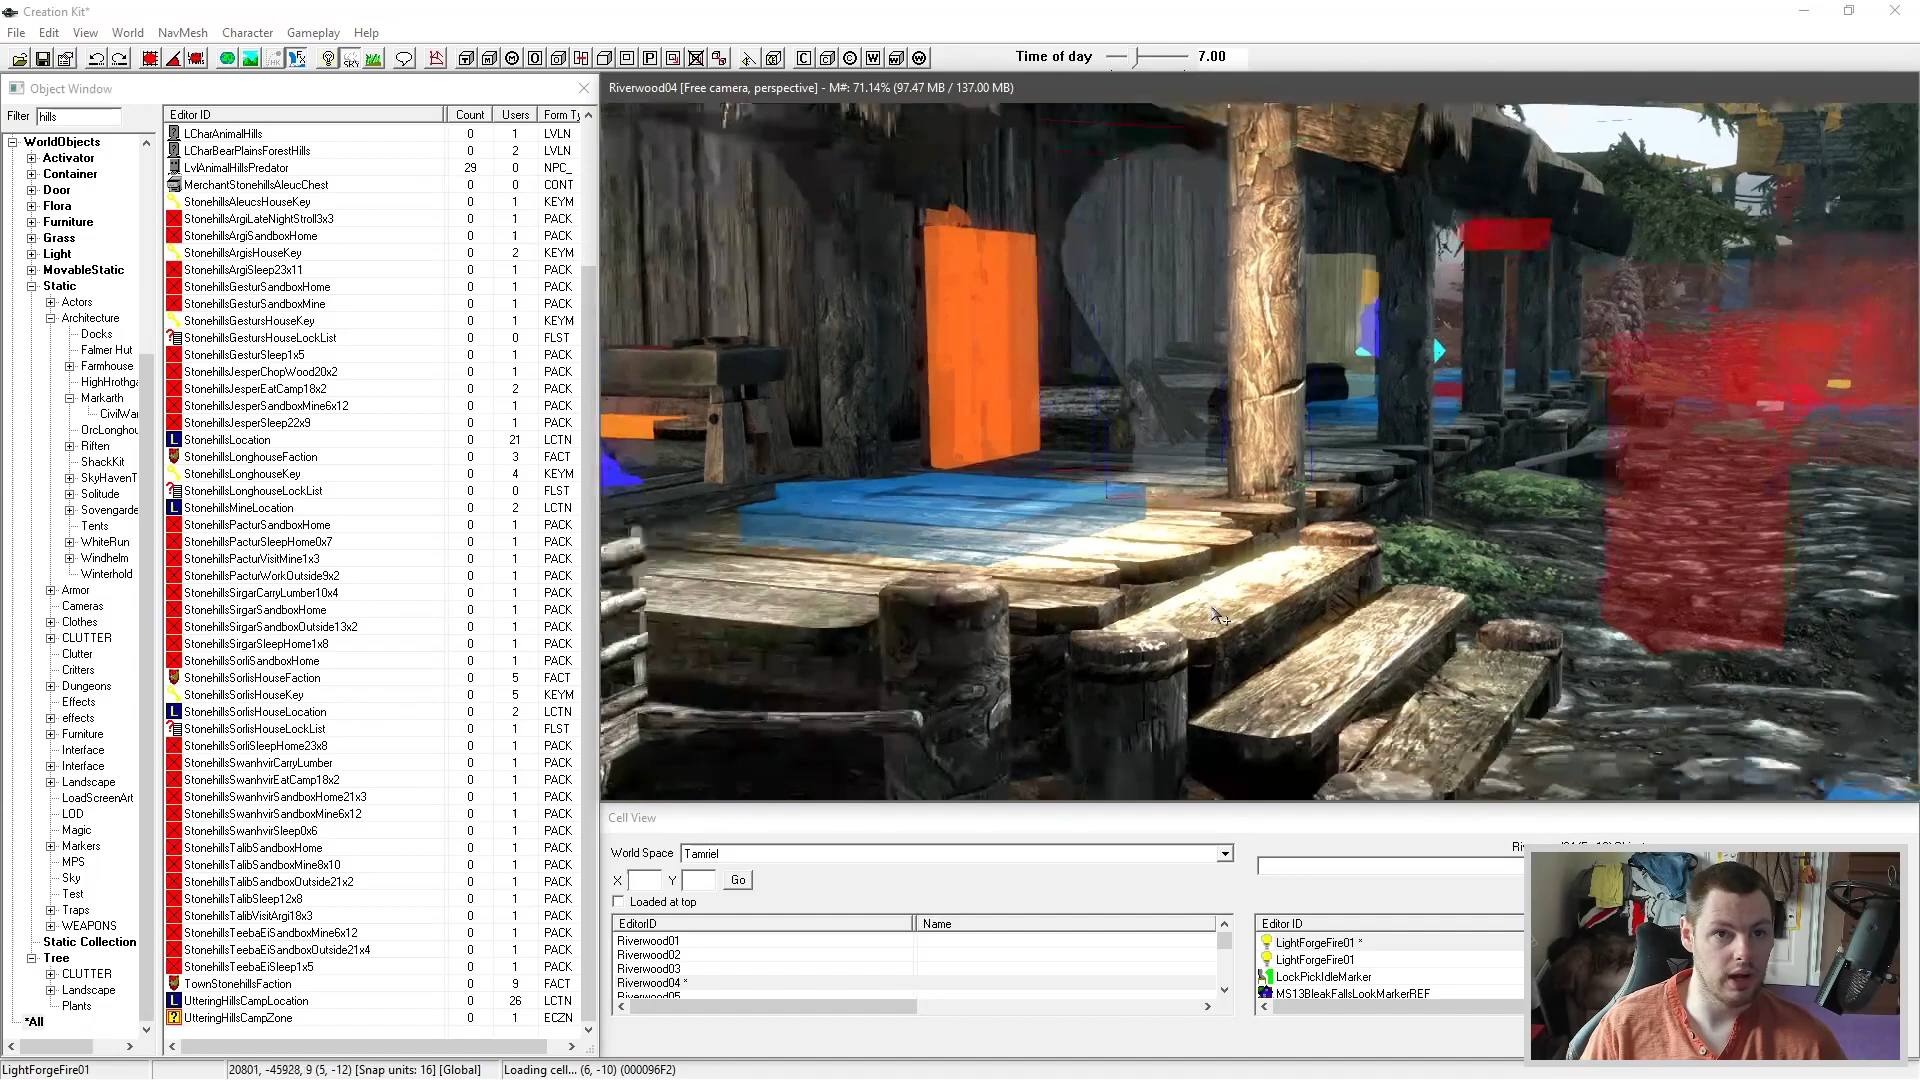 Creation Kit*
File Edit View World NavMesh Character Gameplay Help
Time of day 7.00
Object Window
Filter hills
WorldObjects
Activator
Container
Door
Flora
Furniture
Grass
Light
MovableStatic
Static
Actors
Architecture
Docks
Falmer Hut
Farmhouse
HighHrothga
Markarth
CivilWar
OrcLonghou
Riften
ShackKit
SkyHavenT
Solitude
Sovengarde
Tents
WhiteRun
Windhelm
Winterhold
Armor
Cameras
Clothes
CLUTTER
Clutter
Critters
Dungeons
Effects
effects
Furniture
Interface
Interface
Landscape
LoadScreenArt
LOD
Magic
Markers
MPS
Sky
Test
Traps
WEAPONS
Static Collection
Tree
CLUTTER
Landscape
Plants
*All
Editor ID Count Users Form Ty
LCharAnimalHills 0 1 LVLN
LCharBearPlainsForestHills 0 2 LVLN
LvlAnimalHillsPredator 29 0 NPC_
MerchantStonehillsAleucChest 0 0 CONT
StonehillsAleucsHouseKey 0 1 KEYM
StonehillsArgiLateNightStroll3x3 0 1 PACK
StonehillsArgiSandboxHome 0 1 PACK
StonehillsArgisHouseKey 0 2 KEYM
StonehillsArgiSleep23x11 0 1 PACK
StonehillsGesturSandboxHome 0 1 PACK
StonehillsGesturSandboxMine 0 1 PACK
StonehillsGestursHouseKey 0 1 KEYM
StonehillsGestursHouseLockList 0 0 FLST
StonehillsGesturSleep1x5 0 1 PACK
StonehillsJesperChopWood20x2 0 1 PACK
StonehillsJesperEatCamp18x2 0 2 PACK
StonehillsJesperSandboxMine6x12 0 1 PACK
StonehillsJesperSleep22x9 0 1 PACK
StonehillsLocation 0 21 LCTN
StonehillsLonghouseFaction 0 3 FACT
StonehillsLonghouseKey 0 4 KEYM
StonehillsLonghouseLockList 0 0 FLST
StonehillsMineLocation 0 2 LCTN
StonehillsPacturSandboxHome 0 1 PACK
StonehillsPacturSleepHome0x7 0 1 PACK
StonehillsPacturVisitMine1x3 0 1 PACK
StonehillsPacturWorkOutside9x2 0 1 PACK
StonehillsSirgarCarryLumber10x4 0 1 PACK
StonehillsSirgarSandboxHome 0 1 PACK
StonehillsSirgarSandboxOutside13x2 0 1 PACK
StonehillsSirgarSleepHome1x8 0 1 PACK
StonehillsSorliSandboxHome 0 1 PACK
StonehillsSorlisHouseFaction 0 5 FACT
StonehillsSorlisHouseKey 0 5 KEYM
StonehillsSorlisHouseLocation 0 2 LCTN
StonehillsSorlisHouseLockList 0 0 FLST
StonehillsSorliSleepHome23x8 0 1 PACK
StonehillsSwanhvirCarryLumber 0 1 PACK
StonehillsSwanhvirEatCamp18x2 0 1 PACK
StonehillsSwanhvirSandboxHome21x3 0 1 PACK
StonehillsSwanhvirSandboxMine6x12 0 1 PACK
StonehillsSwanhvirSleep0x6 0 1 PACK
StonehillsTalibSandboxHome 0 1 PACK
StonehillsTalibSandboxMine8x10 0 1 PACK
StonehillsTalibSandboxOutside21x2 0 1 PACK
StonehillsTalibSleep12x8 0 1 PACK
StonehillsTalibVisitArgi18x3 0 1 PACK
StonehillsTeebaEiSandboxMine6x12 0 1 PACK
StonehillsTeebaEiSandboxOutside21x4 0 1 PACK
StonehillsTeebaEiSleep1x5 0 1 PACK
TownStonehillsFaction 0 9 FACT
UtteringHillsCampLocation 0 26 LCTN
UtteringHillsCampZone 0 1 ECZN
Riverwood04 [Free camera, perspective] - M#: 71.14% (97.47 MB / 137.00 MB)
Cell View
World Space Tamriel
X Y Go
Loaded at top
EditorID Name
Riverwood01
Riverwood02
Riverwood03
Riverwood04 *
Riverwood05
Editor ID
LightForgeFire01 *
LightForgeFire01
LockPickIdleMarker
MS13BleakFallsLookMarkerREF
LightForgeFire01 20801, -45928, 9 (5, -12) [Snap units: 16] [Global] Loading cell... (6, -10) (000096F2)